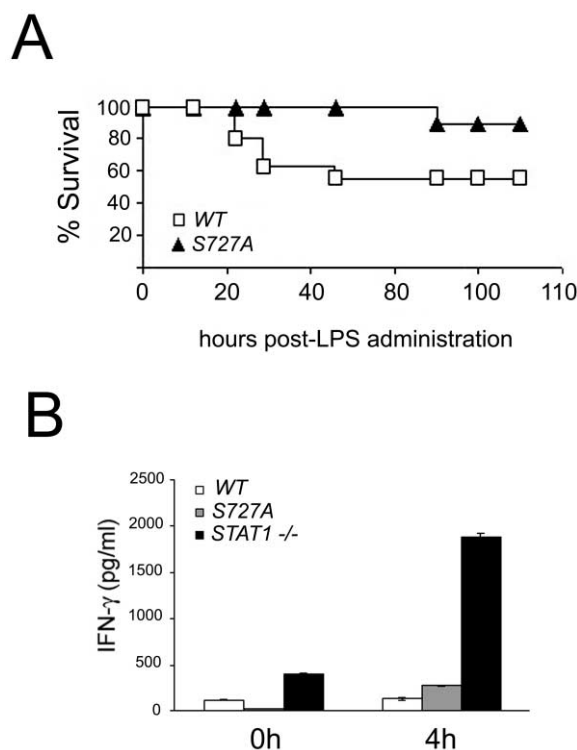 A
% Survival
100
80
60
40
20
WT
S727A
0 20 40 60 80 100 110
hours post-LPS administration
B
IFN-γ (pg/ml)
2500
2000
1500
1000
500
0
WT
S727A
STAT1 -/-
0h 4h